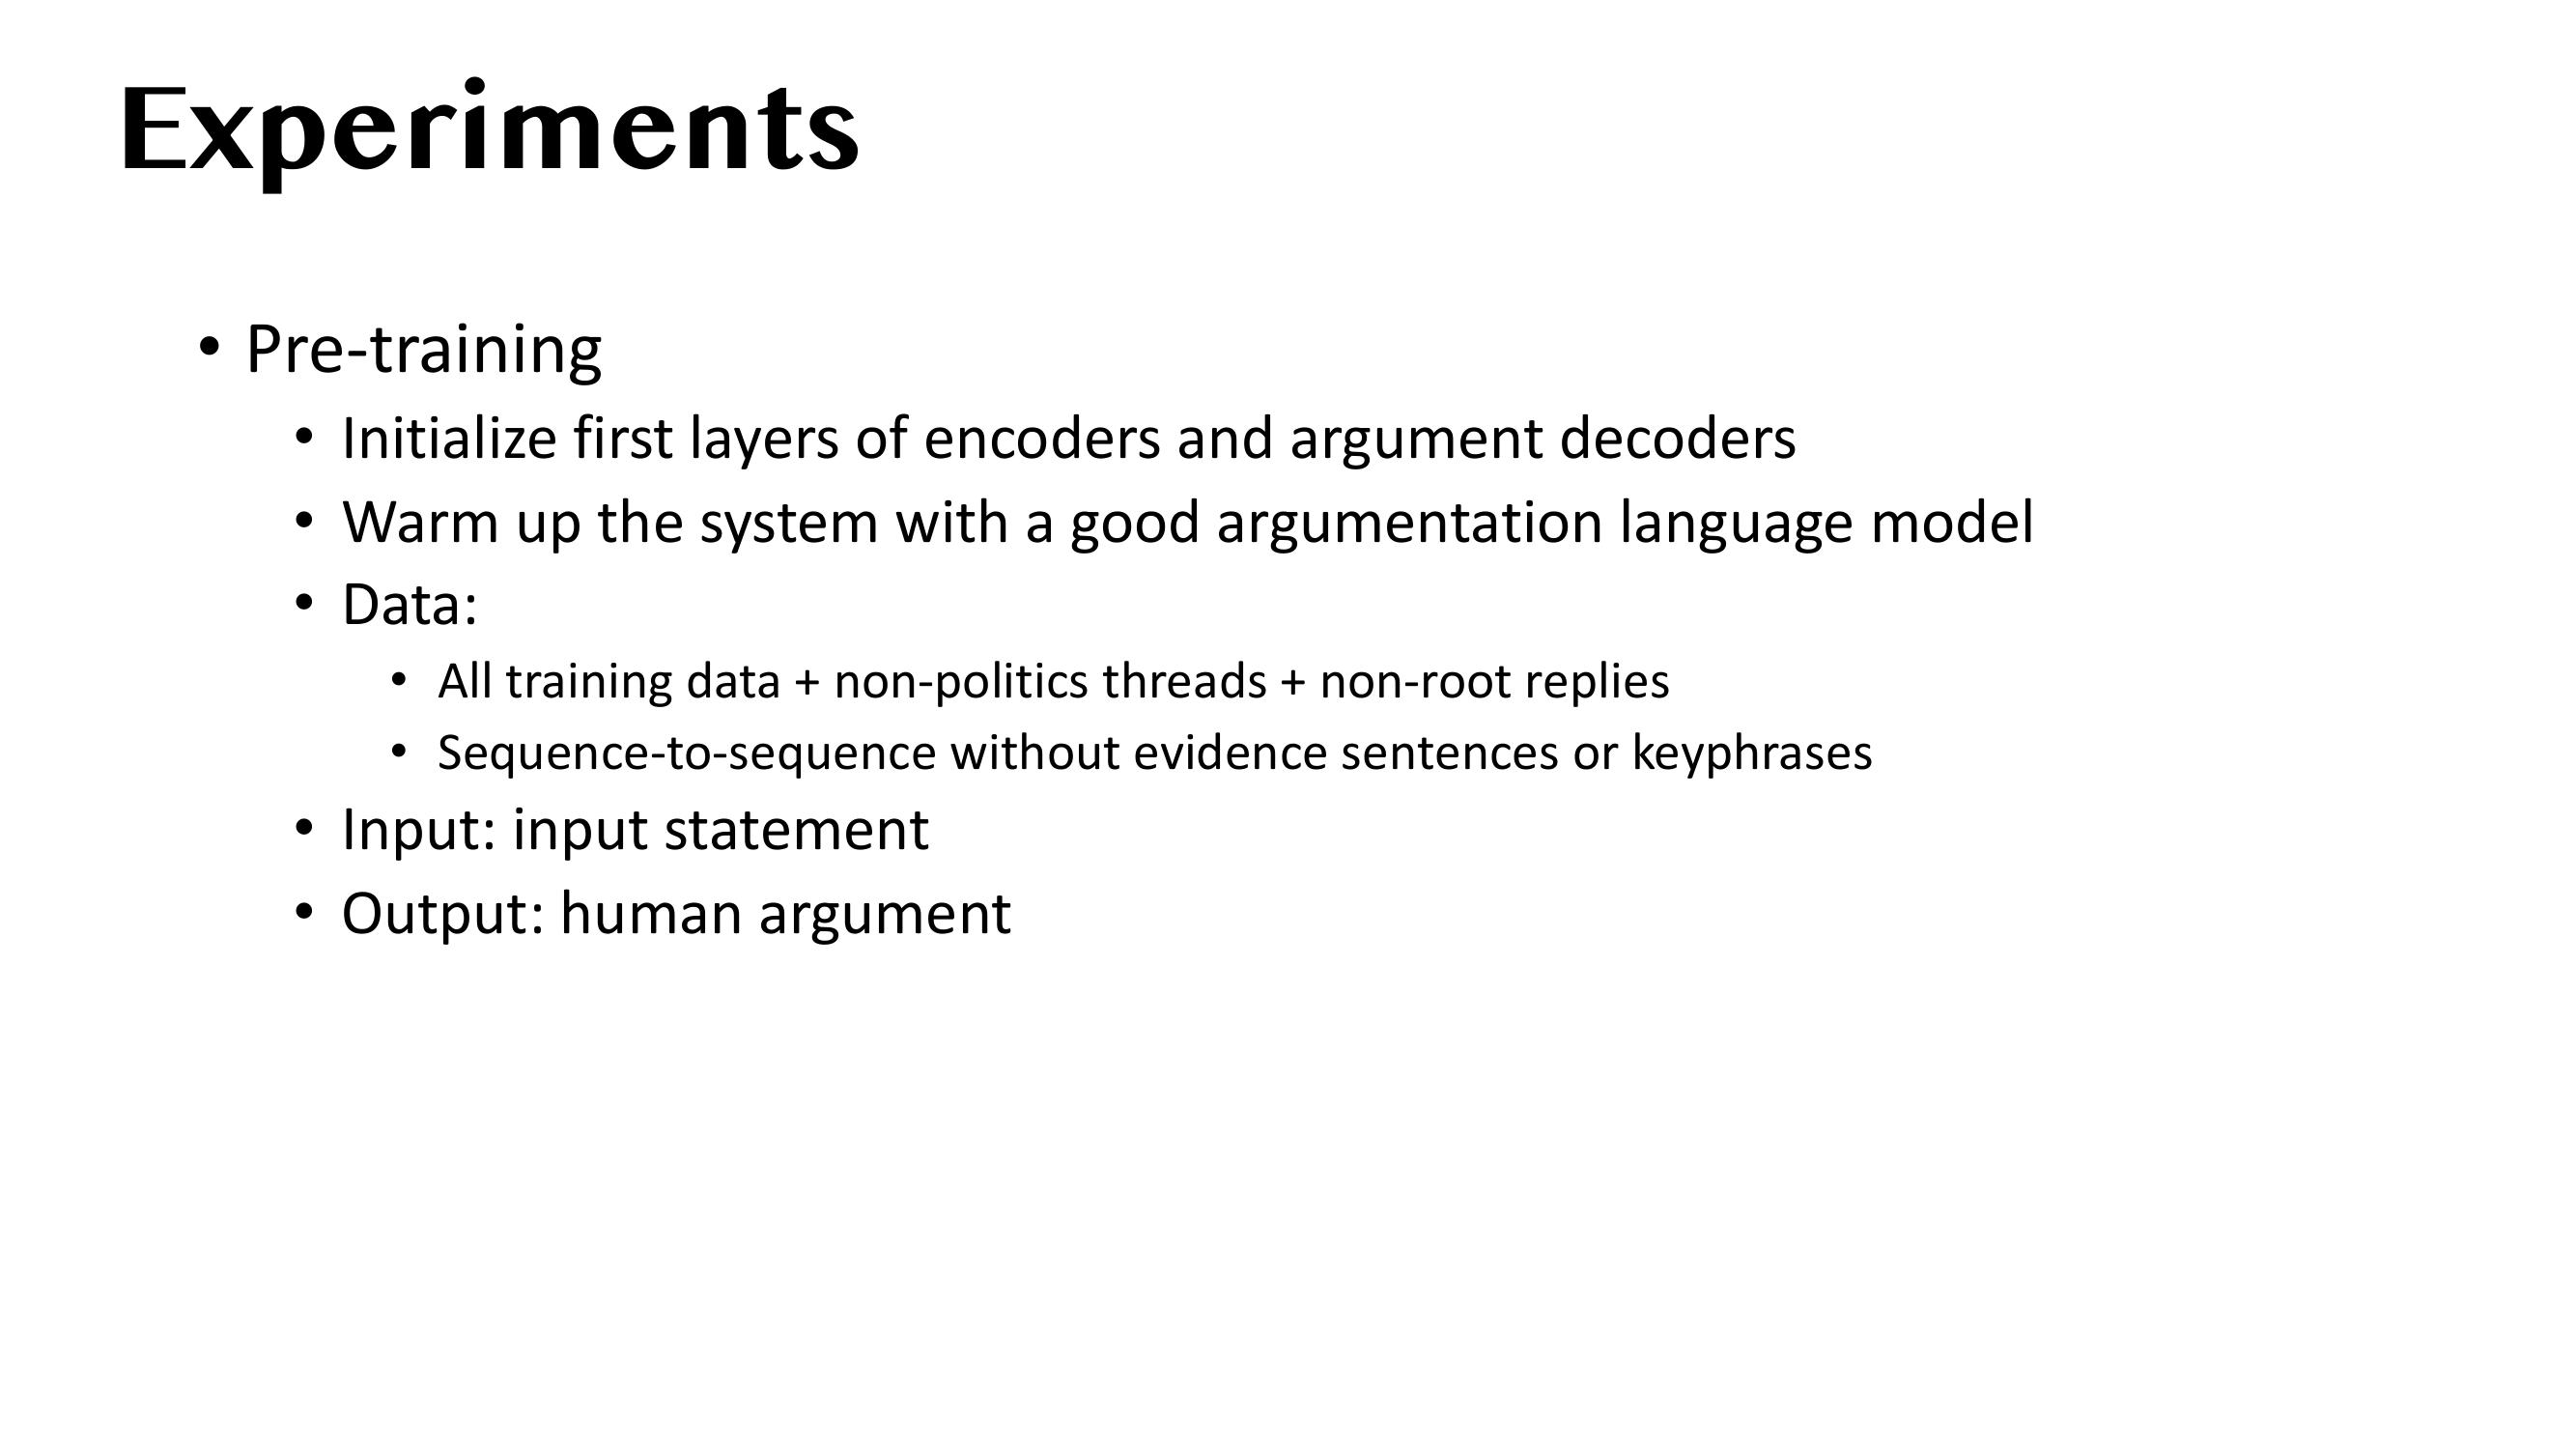 Experiments
• Pre-training
• Initialize first layers of encoders and argument decoders
• Warm up the system with a good argumentation language model
• Data:
• All training data + non-politics threads + non-root replies
• Sequence-to-sequence without evidence sentences or keyphrases
• Input: input statement
• Output: human argument